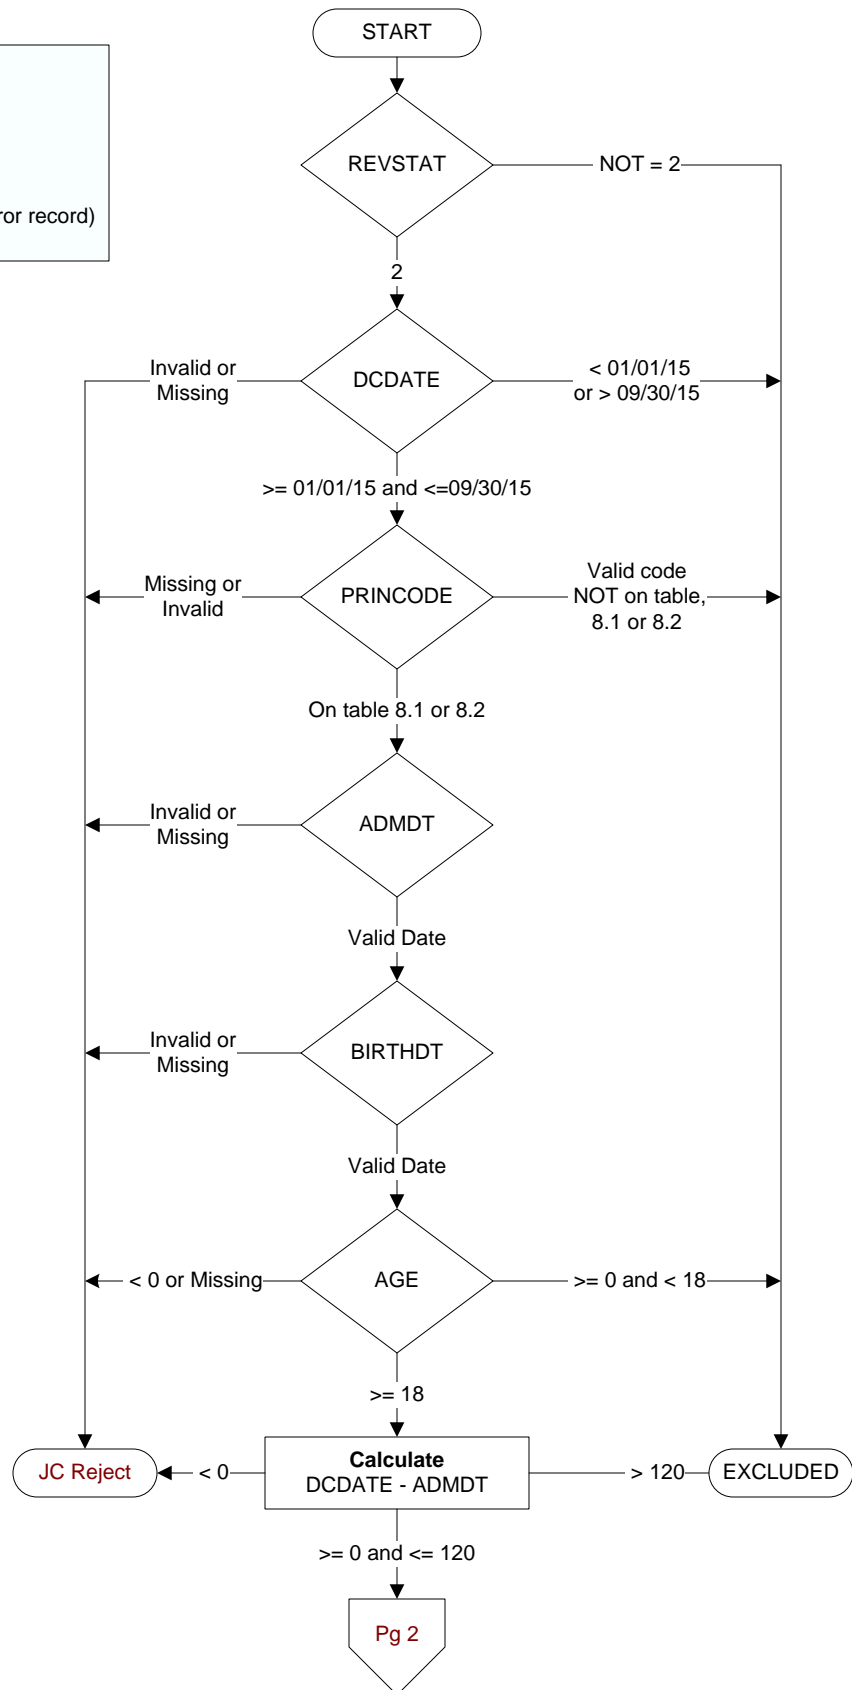 START
REVSTAT
NOT = 2
ror record)
2
Invalid or
Missing
DCDATE
< 01/01/15
or > 09/30/15
>= 01/01/15 and <=09/30/15
Missing or
Invalid
PRINCODE
Valid code
NOT on table,
8.1 or 8.2
On table 8.1 or 8.2
Invalid or
Missing
ADMDT
Valid Date
Invalid or
Missing
BIRTHDT
Valid Date
< 0 or Missing
AGE
>= 0 and < 18
>= 18
JC Reject
< 0
Calculate
DCDATE - ADMDT
> 120
EXCLUDED
>= 0 and <= 120
Pg 2